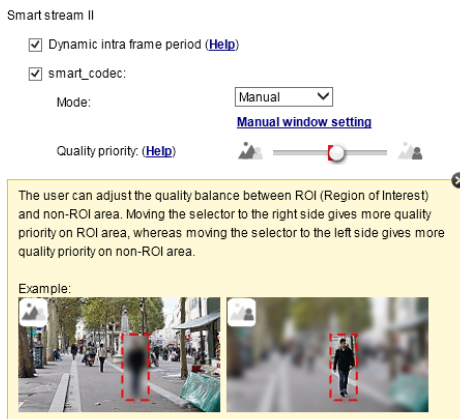 Smart stream II
Dynamic intra frame period (Help)
smart_codec:
Mode: Manual
Manual window setting
Quality priority: (Help)
The user can adjust the quality balance between ROI (Region of Interest)
and non-ROI area. Moving the selector to the right side gives more quality
priority on ROI area, whereas moving the selector to the left side gives more
quality priority on non-ROI area.
Example: